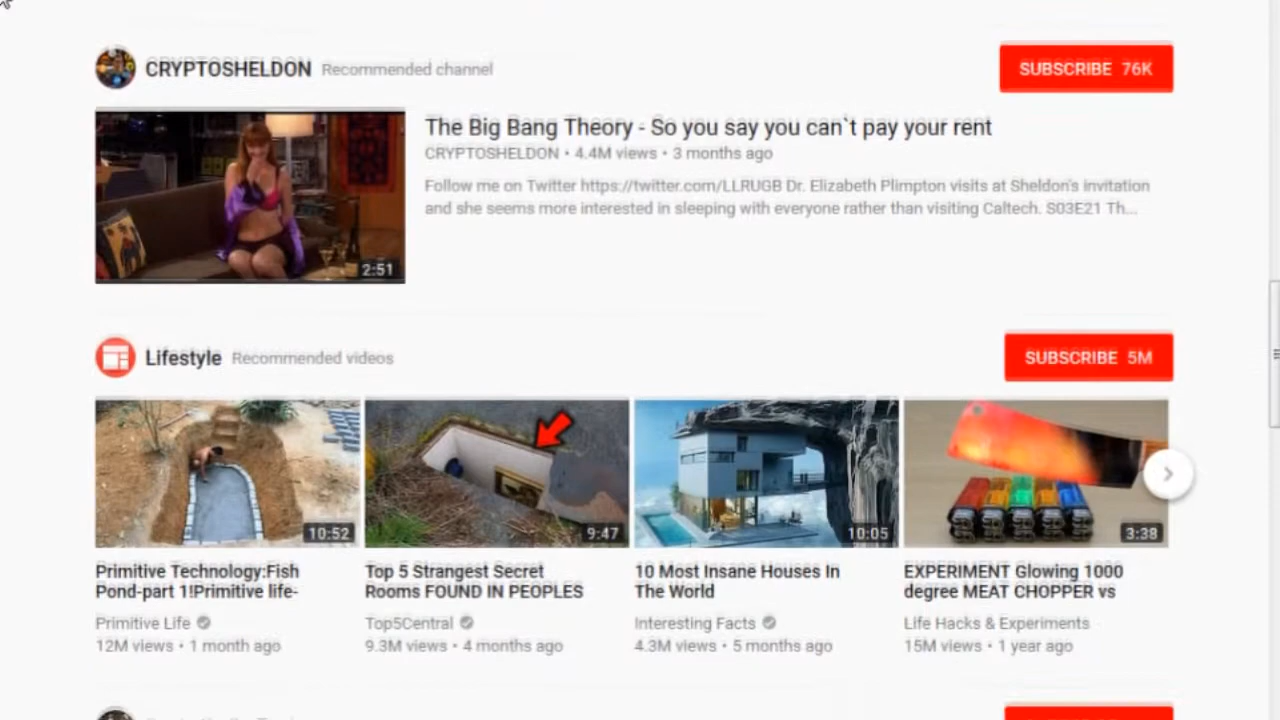 CRYPTOSHELDON Recommended channel
SUBSCRIBE 76K
The Big Bang Theory - So you say you can`t pay your rent
CRYPTOSHELDON • 4.4M views • 3 months ago
Follow me on Twitter https://twitter.com/LLRUGB Dr. Elizabeth Plimpton visits at Sheldon's invitation
and she seems more interested in sleeping with everyone rather than visiting Caltech. S03E21 Th...
2:51
Lifestyle Recommended videos
SUBSCRIBE 5M
10:52
9:47
10:05
3:38
Primitive Technology:Fish
Pond-part 1!Primitive life-
Primitive Life
12M views • 1 month ago
Top 5 Strangest Secret
Rooms FOUND IN PEOPLES
Top5Central
9.3M views • 4 months ago
10 Most Insane Houses In
The World
Interesting Facts
4.3M views • 5 months ago
EXPERIMENT Glowing 1000
degree MEAT CHOPPER vs
Life Hacks & Experiments
15M views • 1 year ago